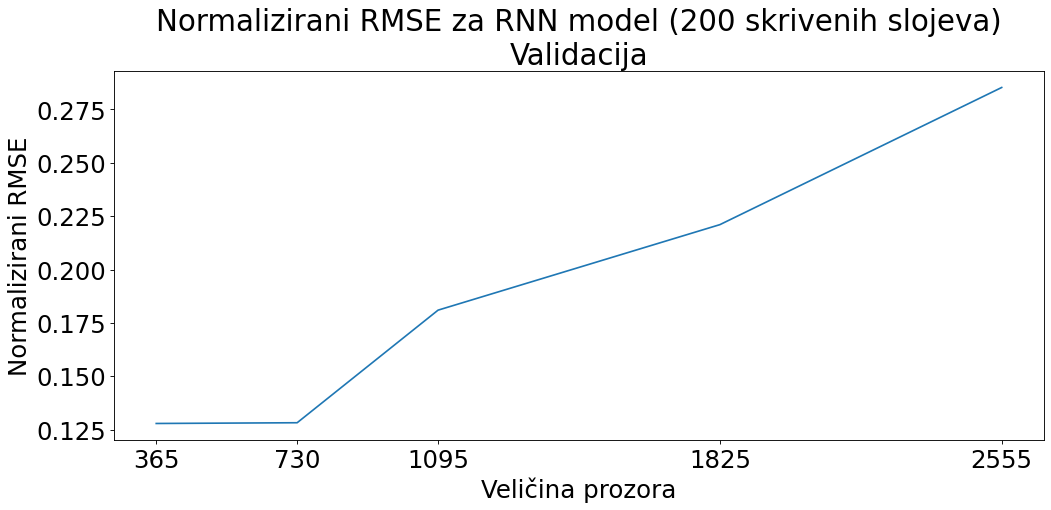 Normalizirani RMSE za RNN model (200 skrivenih slojeva)
Validacija
Normalizirani RMSE
0.275
0.250
0.225
0.200
0.175
0.150
0.125
365 730 1095 1825 2555
Veličina prozora